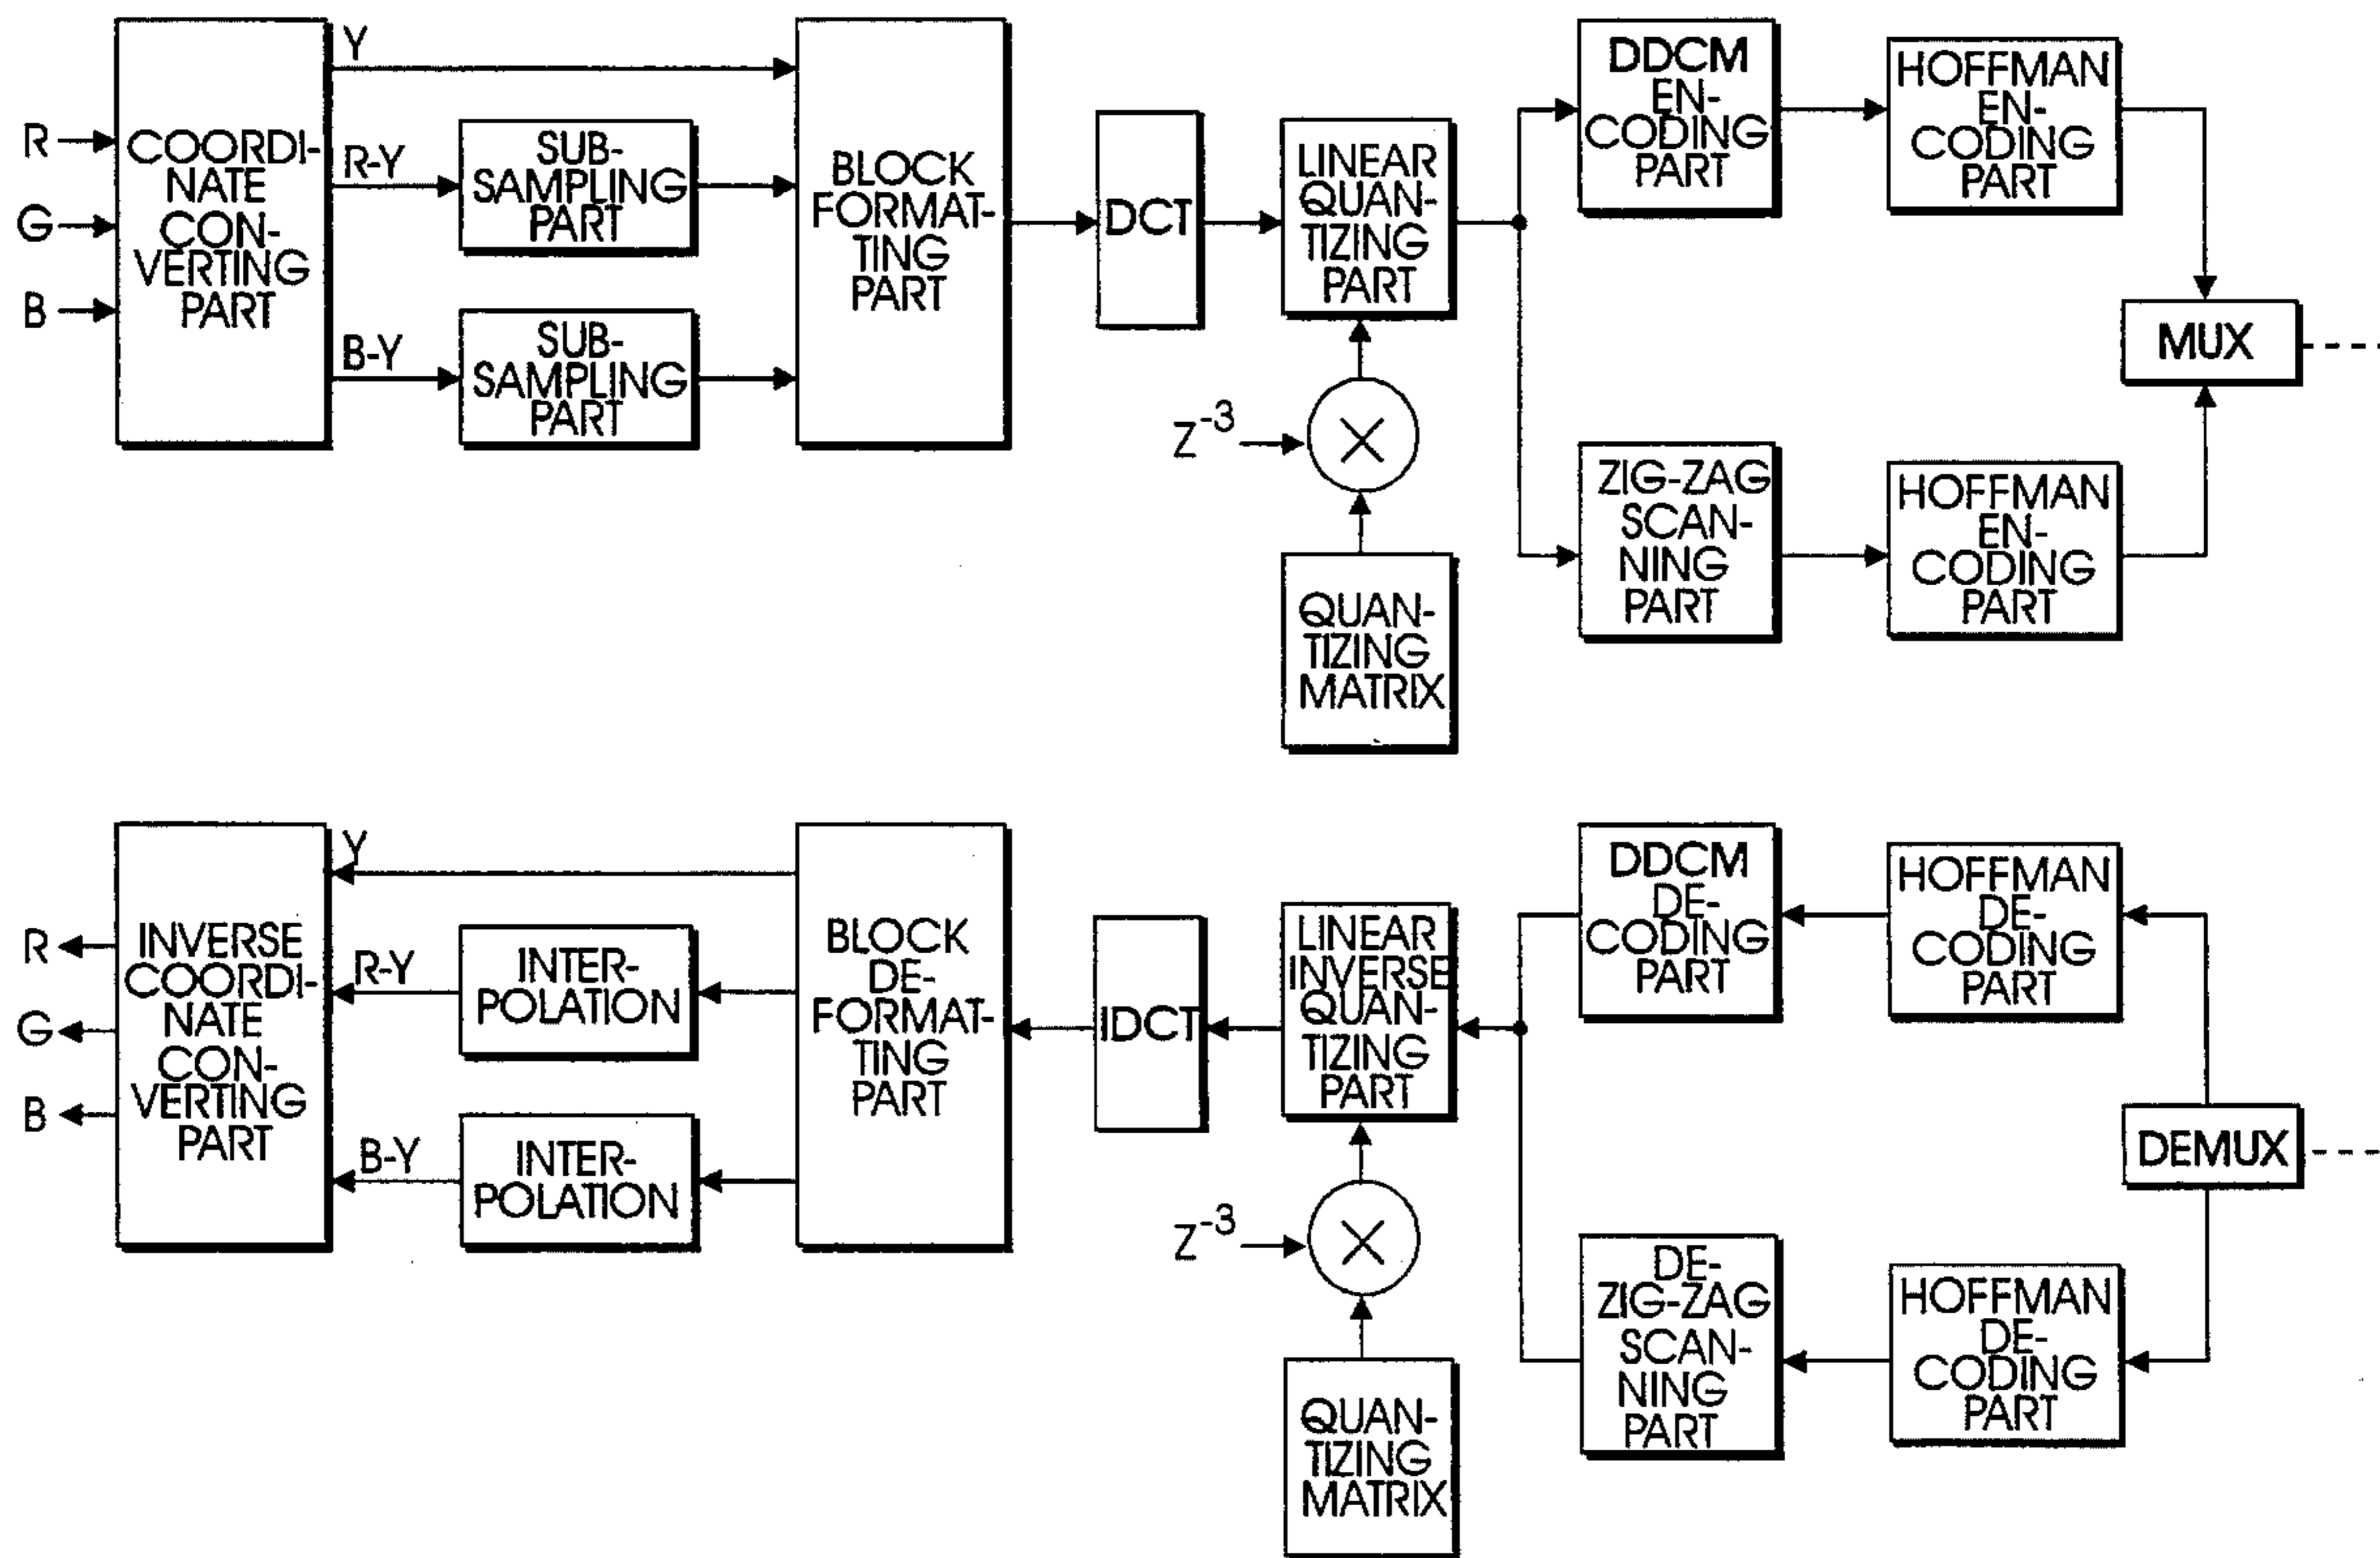 R
G
B
COORDI-
NATE
CON-
VERTING
PART
Y
R-Y
B-Y
SUB-
SAMPLING
PART
SUB-
SAMPLING
PART
BLOCK
FORMAT-
TING
PART
DCT
LINEAR
QUAN-
TIZING
PART
Z-3
QUAN-
TIZING
MATRIX
DDCM
EN-
CODING
PART
HOFFMAN
EN-
CODING
PART
ZIG-ZAG
SCAN-
NING
PART
HOFFMAN
EN-
CODING
PART
MUX
R
G
B
INVERSE
COORDI-
NATE
CON-
VERTING
PART
Y
R-Y
B-Y
INTER-
POLATION
INTER-
POLATION
BLOCK
DE-
FORMAT-
TING
PART
IDCT
LINEAR
INVERSE
QUAN-
TIZING
PART
Z-3
QUAN-
TIZING
MATRIX
DDCM
DE-
CODING
PART
HOFFMAN
DE-
CODING
PART
DE-
ZIG-ZAG
SCAN-
NING
PART
HOFFMAN
DE-
CODING
PART
DEMUX